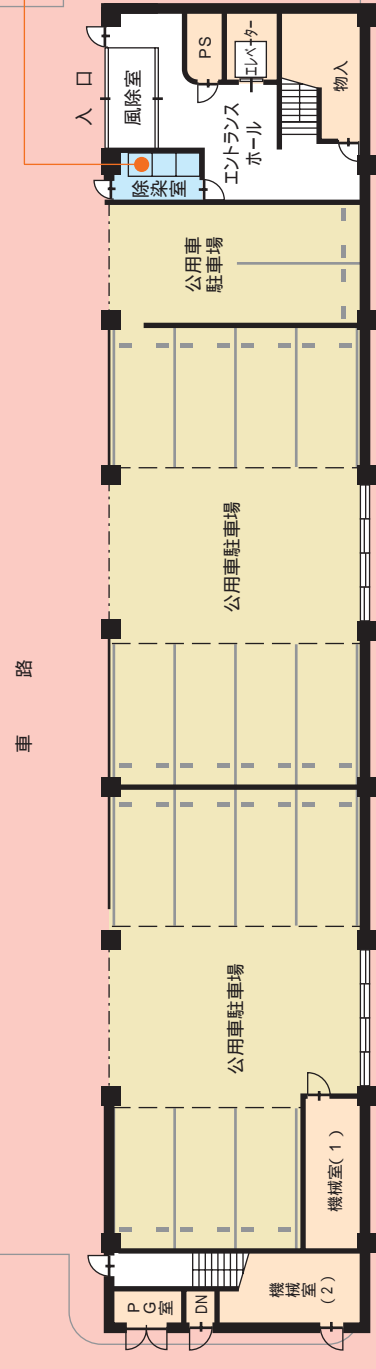 入口
風除室
PS
エレベーター
物入
エントランス
ホール
除染室
公用車
駐車場
公用車駐車場
車路
公用車駐車場
機械室(1)
PG室
DN
機械室
(2)